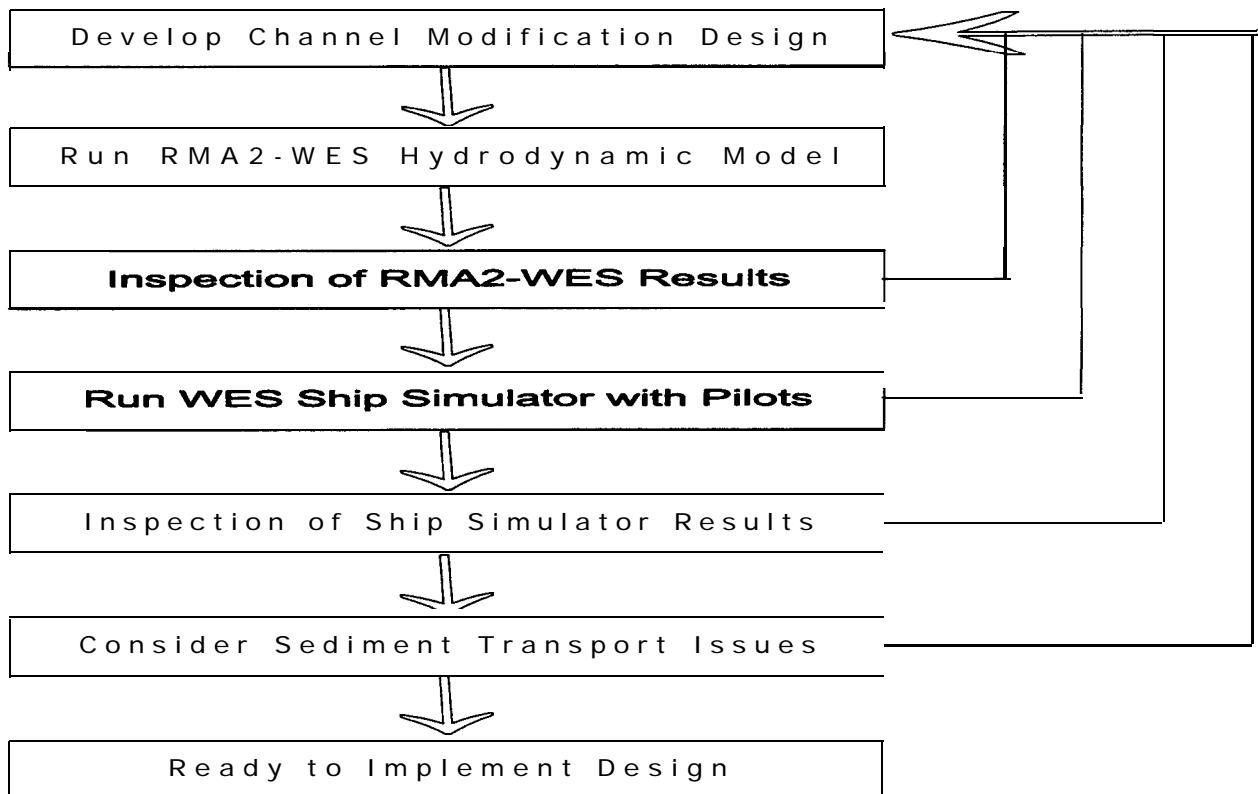 Develop Channel Modification Design
Run RMA2-WES Hydrodynamic Model
Inspection of RMA2-WES Results
Run WES Ship Simulator with Pilots
Inspection of Ship Simulator Results
Consider Sediment Transport Issues
Ready to Implement Design